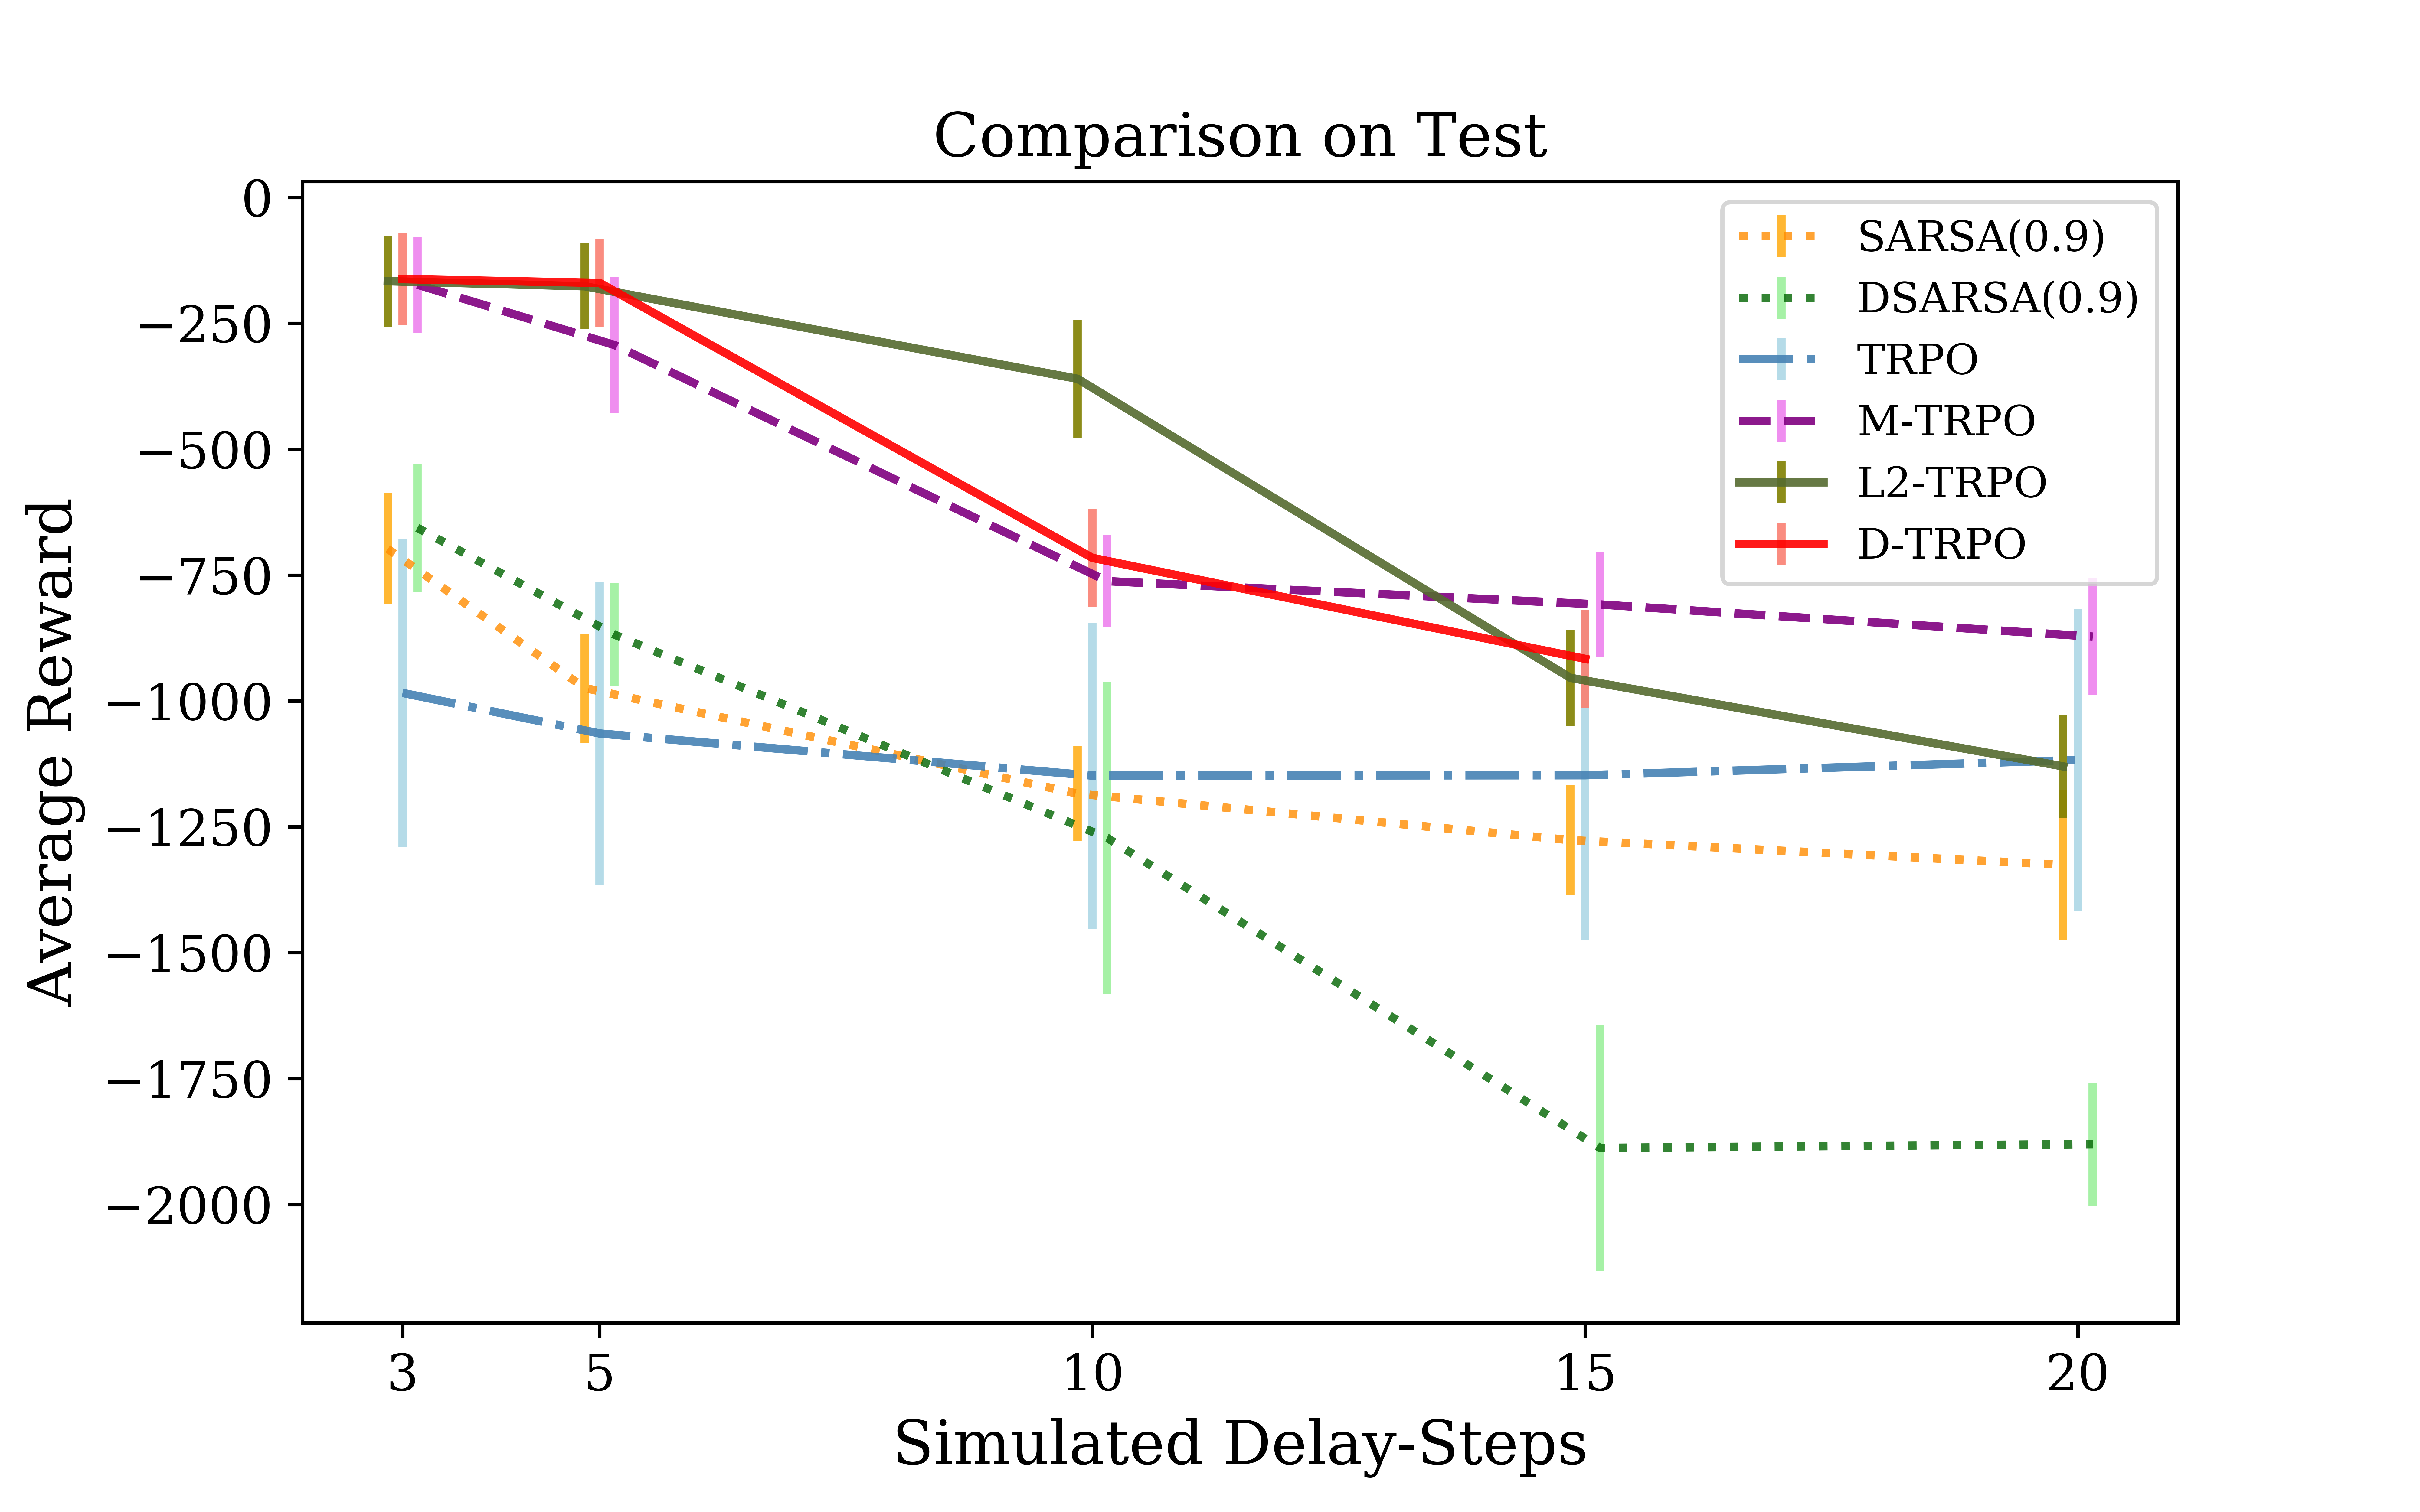 Comparison on Test
0
−250
−500
−750
−1000
−1250
−1500
−1750
−2000
Average Reward
SARSA(0.9)
DSARSA(0.9)
TRPO
M-TRPO
L2-TRPO
D-TRPO
3 5 10 15 20
Simulated Delay-Steps